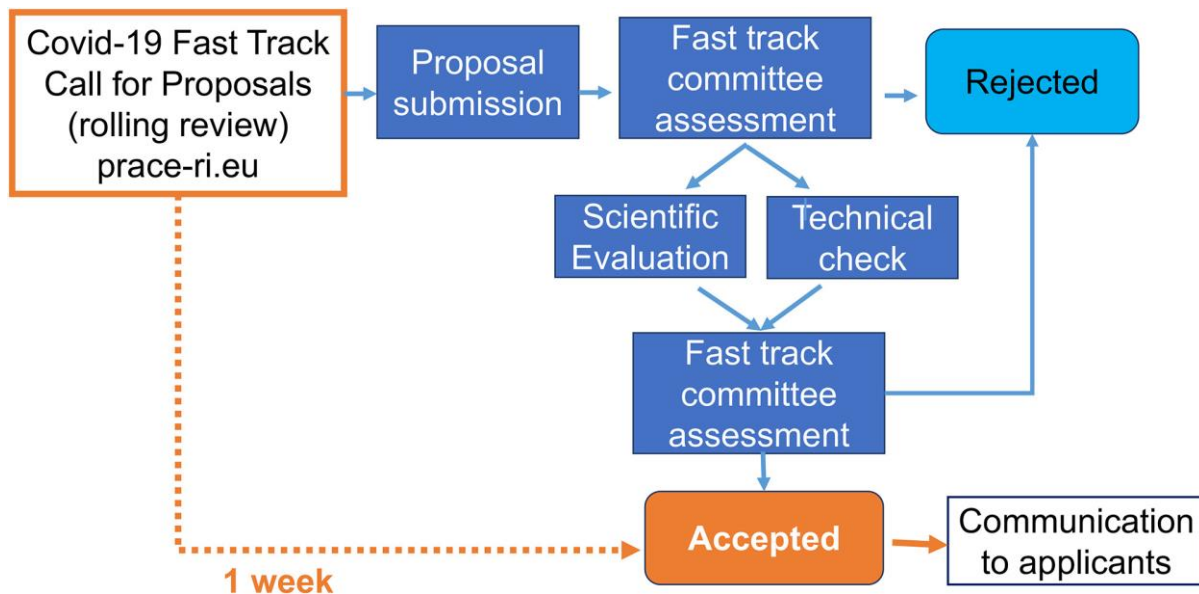 Covid-19 Fast Track
Call for Proposals
(rolling review)
prace-ri.eu
Proposal
submission
Fast track
committee
assessment
Rejected
Scientific
Evaluation
Technical
check
Fast track
committee
assessment
Accepted
Communication
to applicants
1 week